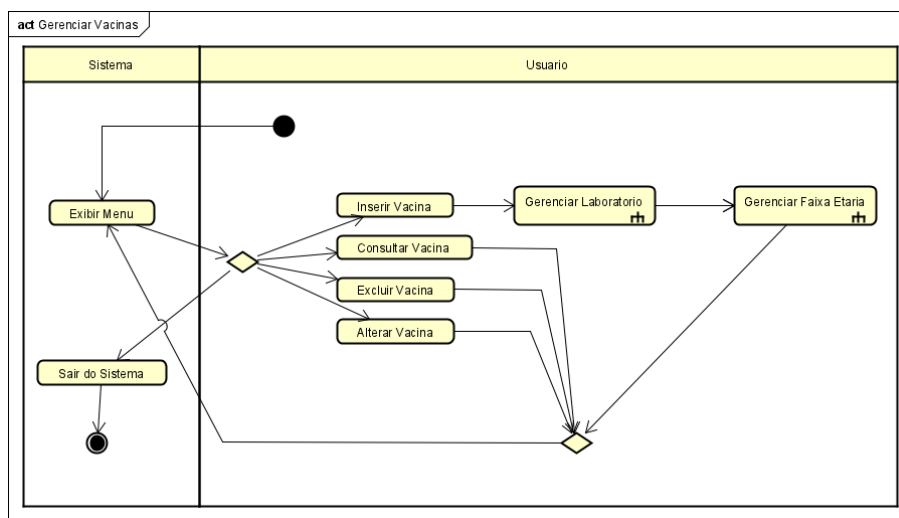 act Gerenciar Vacinas
Sistema
Usuario
Exibir Menu
Inserir Vacina
Gerenciar Laboratorio
Gerenciar Faixa Etaria
Consultar Vacina
Excluir Vacina
Alterar Vacina
Sair do Sistema